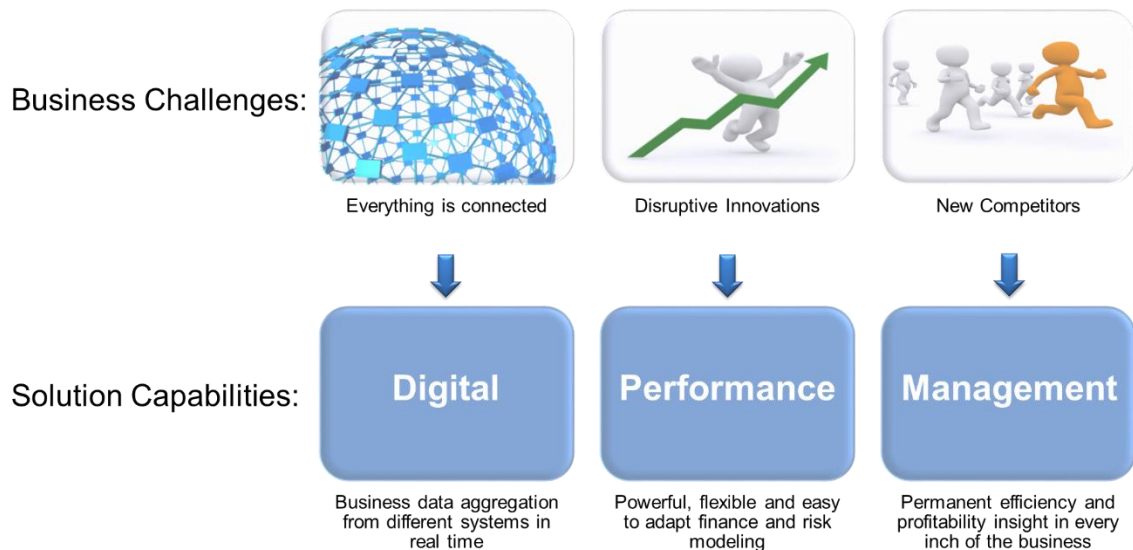 Business Challenges:
Everything is connected
Disruptive Innovations
New Competitors
Solution Capabilities:
Digital
Performance
Management
Business data aggregation
from different systems in
real time
Powerful, flexible and easy
to adapt finance and risk
modeling
Permanent efficiency and
profitability insight in every
inch of the business